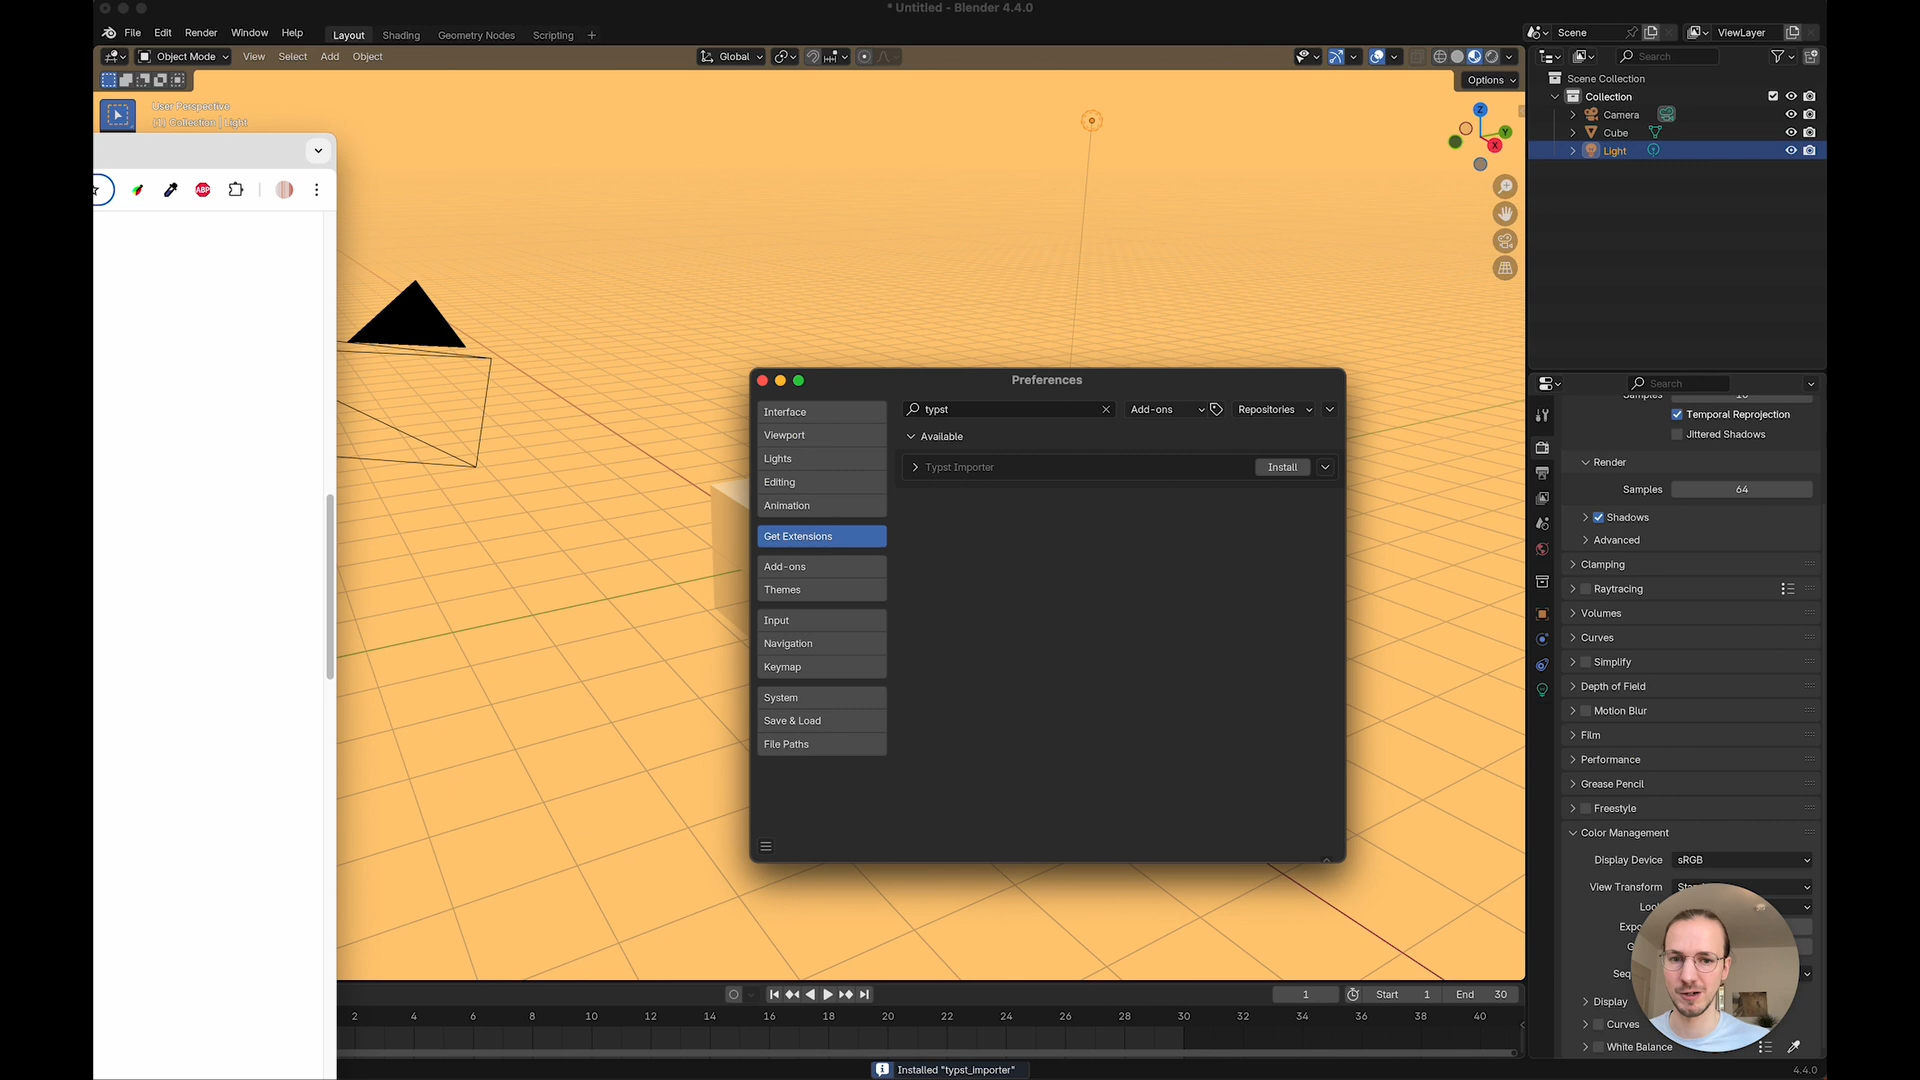 * Untitled - Blender 4.4.0
File Edit Render Window Help
Layout Shading Geometry Nodes Scripting +
Scene ViewLayer
Object Mode View Select Add Object
Global
Search
Options
User Perspective
(1) Collection | Light
Scene Collection
Collection
Camera
Cube
Light
Z
Y
X
ABP
Preferences
Interface
Viewport
Lights
Editing
Animation
Get Extensions
Add-ons
Themes
Input
Navigation
Keymap
System
Save & Load
File Paths
typst Add-ons Repositories
Available
Typst Importer Install
Search
Temporal Reprojection
Jittered Shadows
Render
Samples 64
Shadows
Advanced
Clamping
Raytracing
Volumes
Curves
Simplify
Depth of Field
Motion Blur
Film
Performance
Grease Pencil
Freestyle
Color Management
Display Device sRGB
View Transform
Display
Curves
White Balance
1 Start 1 End 30
2 4 6 8 10 12 14 16 18 20 22 24 26 28 30 32 34 36 38 40
Installed "typst_importer"
4.4.0